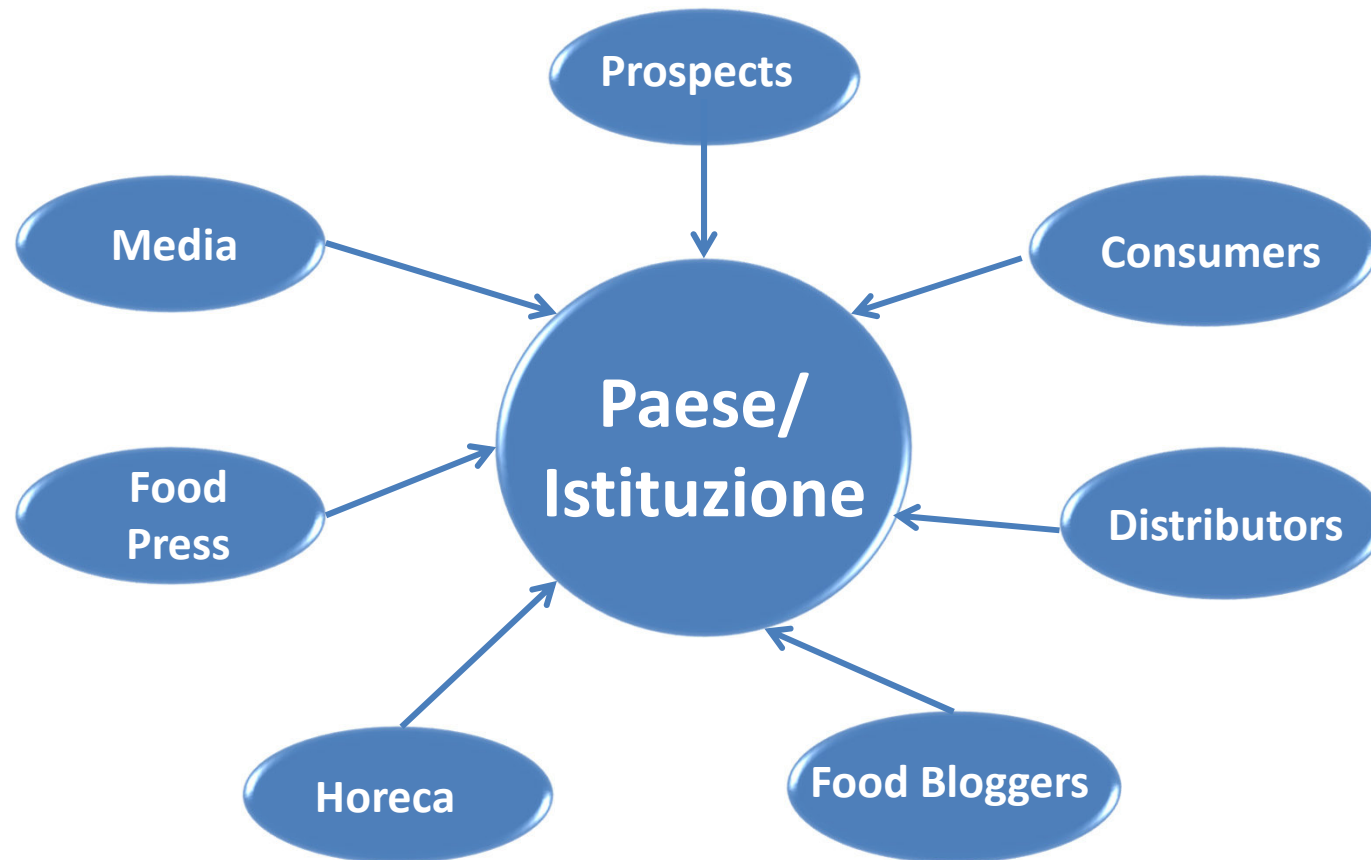 Prospects
Media
Consumers
Paese/
Istituzione
Food
Press
Distributors
Horeca
Food Bloggers